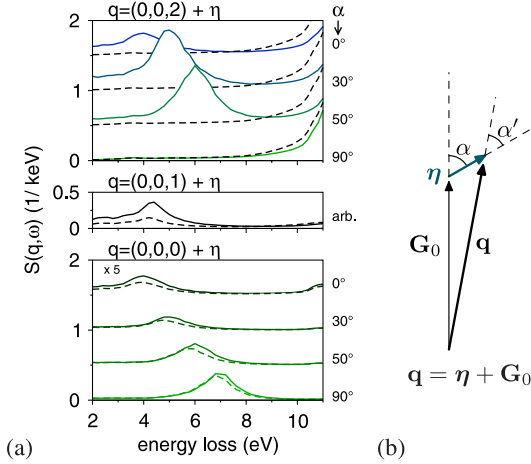 q=(0,0,2) + η
α
2
0°
30°
1
50°
0
90°
q=(0,0,1) + η
0.5
arb.
0
q=(0,0,0) + η
2
x 5
0°
1
30°
50°
0
90°
2 4 6 8 10
energy loss (eV)
S(q,ω) (1/ keV)
(a)
α′
α
η
G₀
q
q = η + G₀
(b)